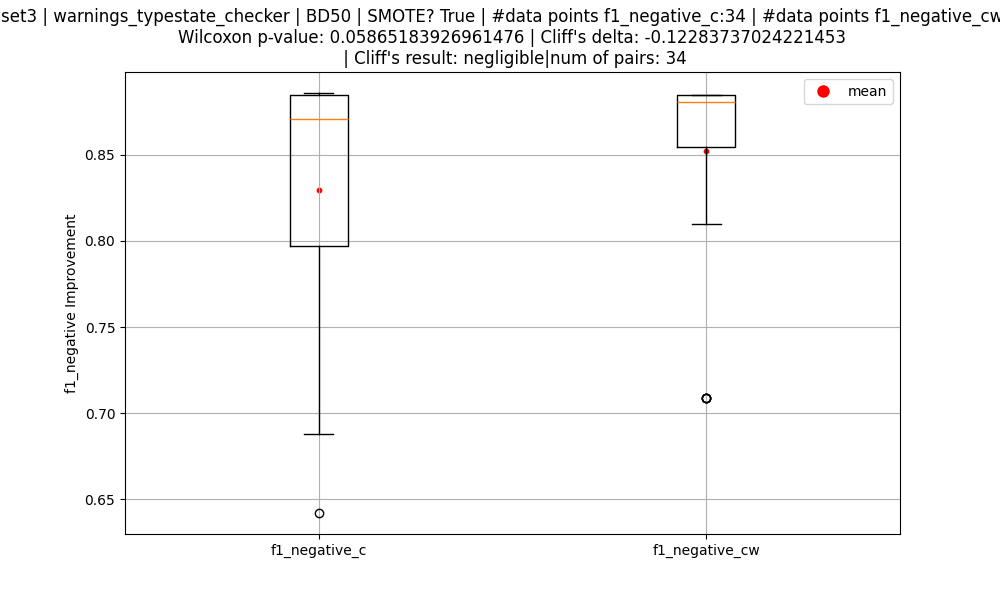 set3 | warnings_typestate_checker | BD50 | SMOTE? True | #data points f1_negative_c:34 | #data points f1_negative_cw
Wilcoxon p-value: 0.05865183926961476 | Cliff's delta: -0.12283737024221453
| Cliff's result: negligible|num of pairs: 34
mean
0.85
0.80
0.75
0.70
0.65
f1_negative Improvement
f1_negative_c
f1_negative_cw